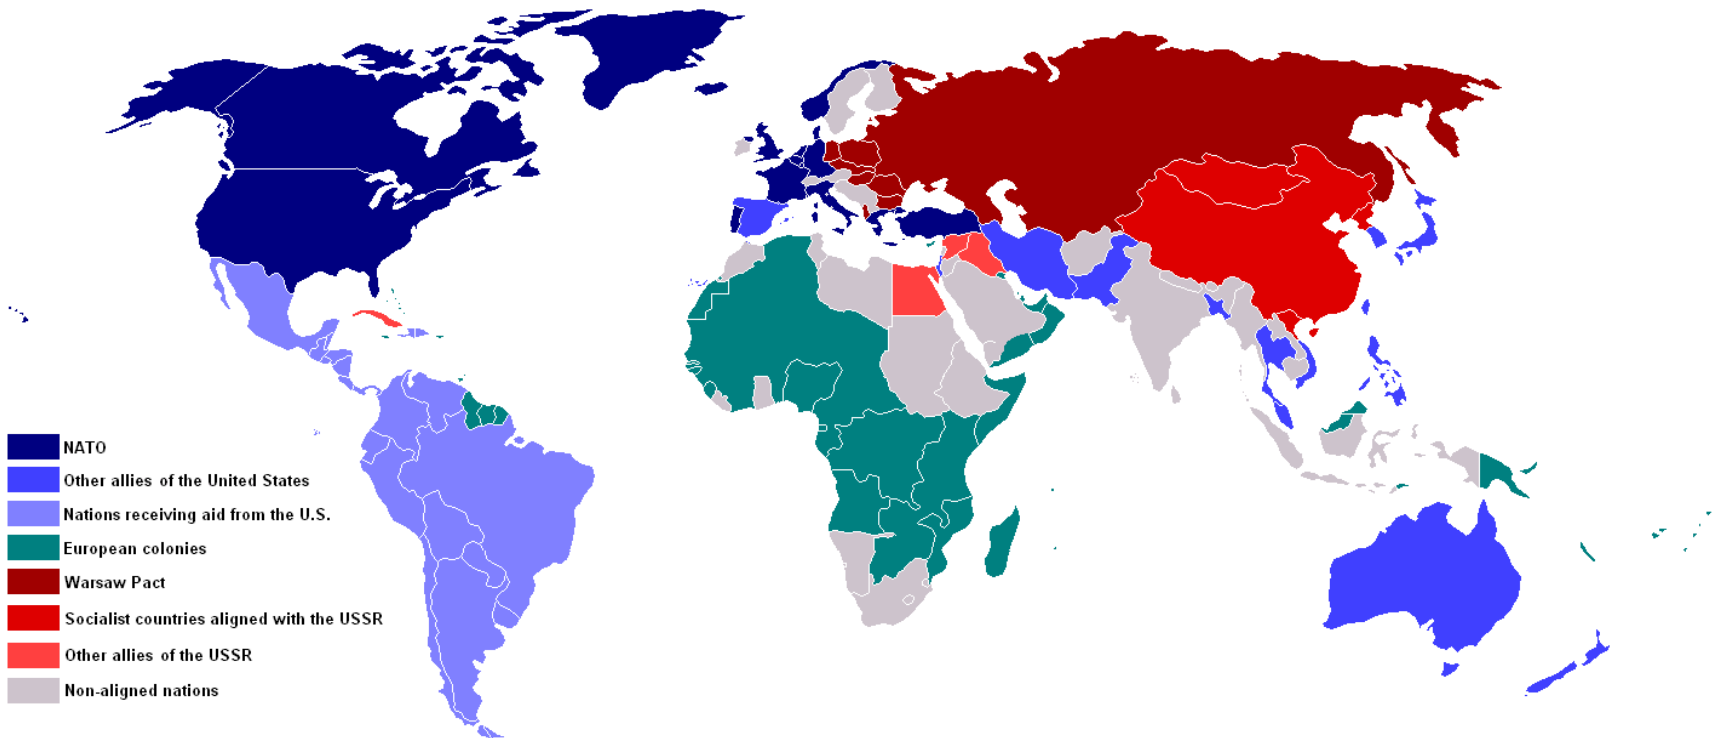 NATO
Other allies of the United States
Nations receiving aid from the U.S.
European colonies
Warsaw Pact
Socialist countries aligned with the USSR
Other allies of the USSR
Non-aligned nations